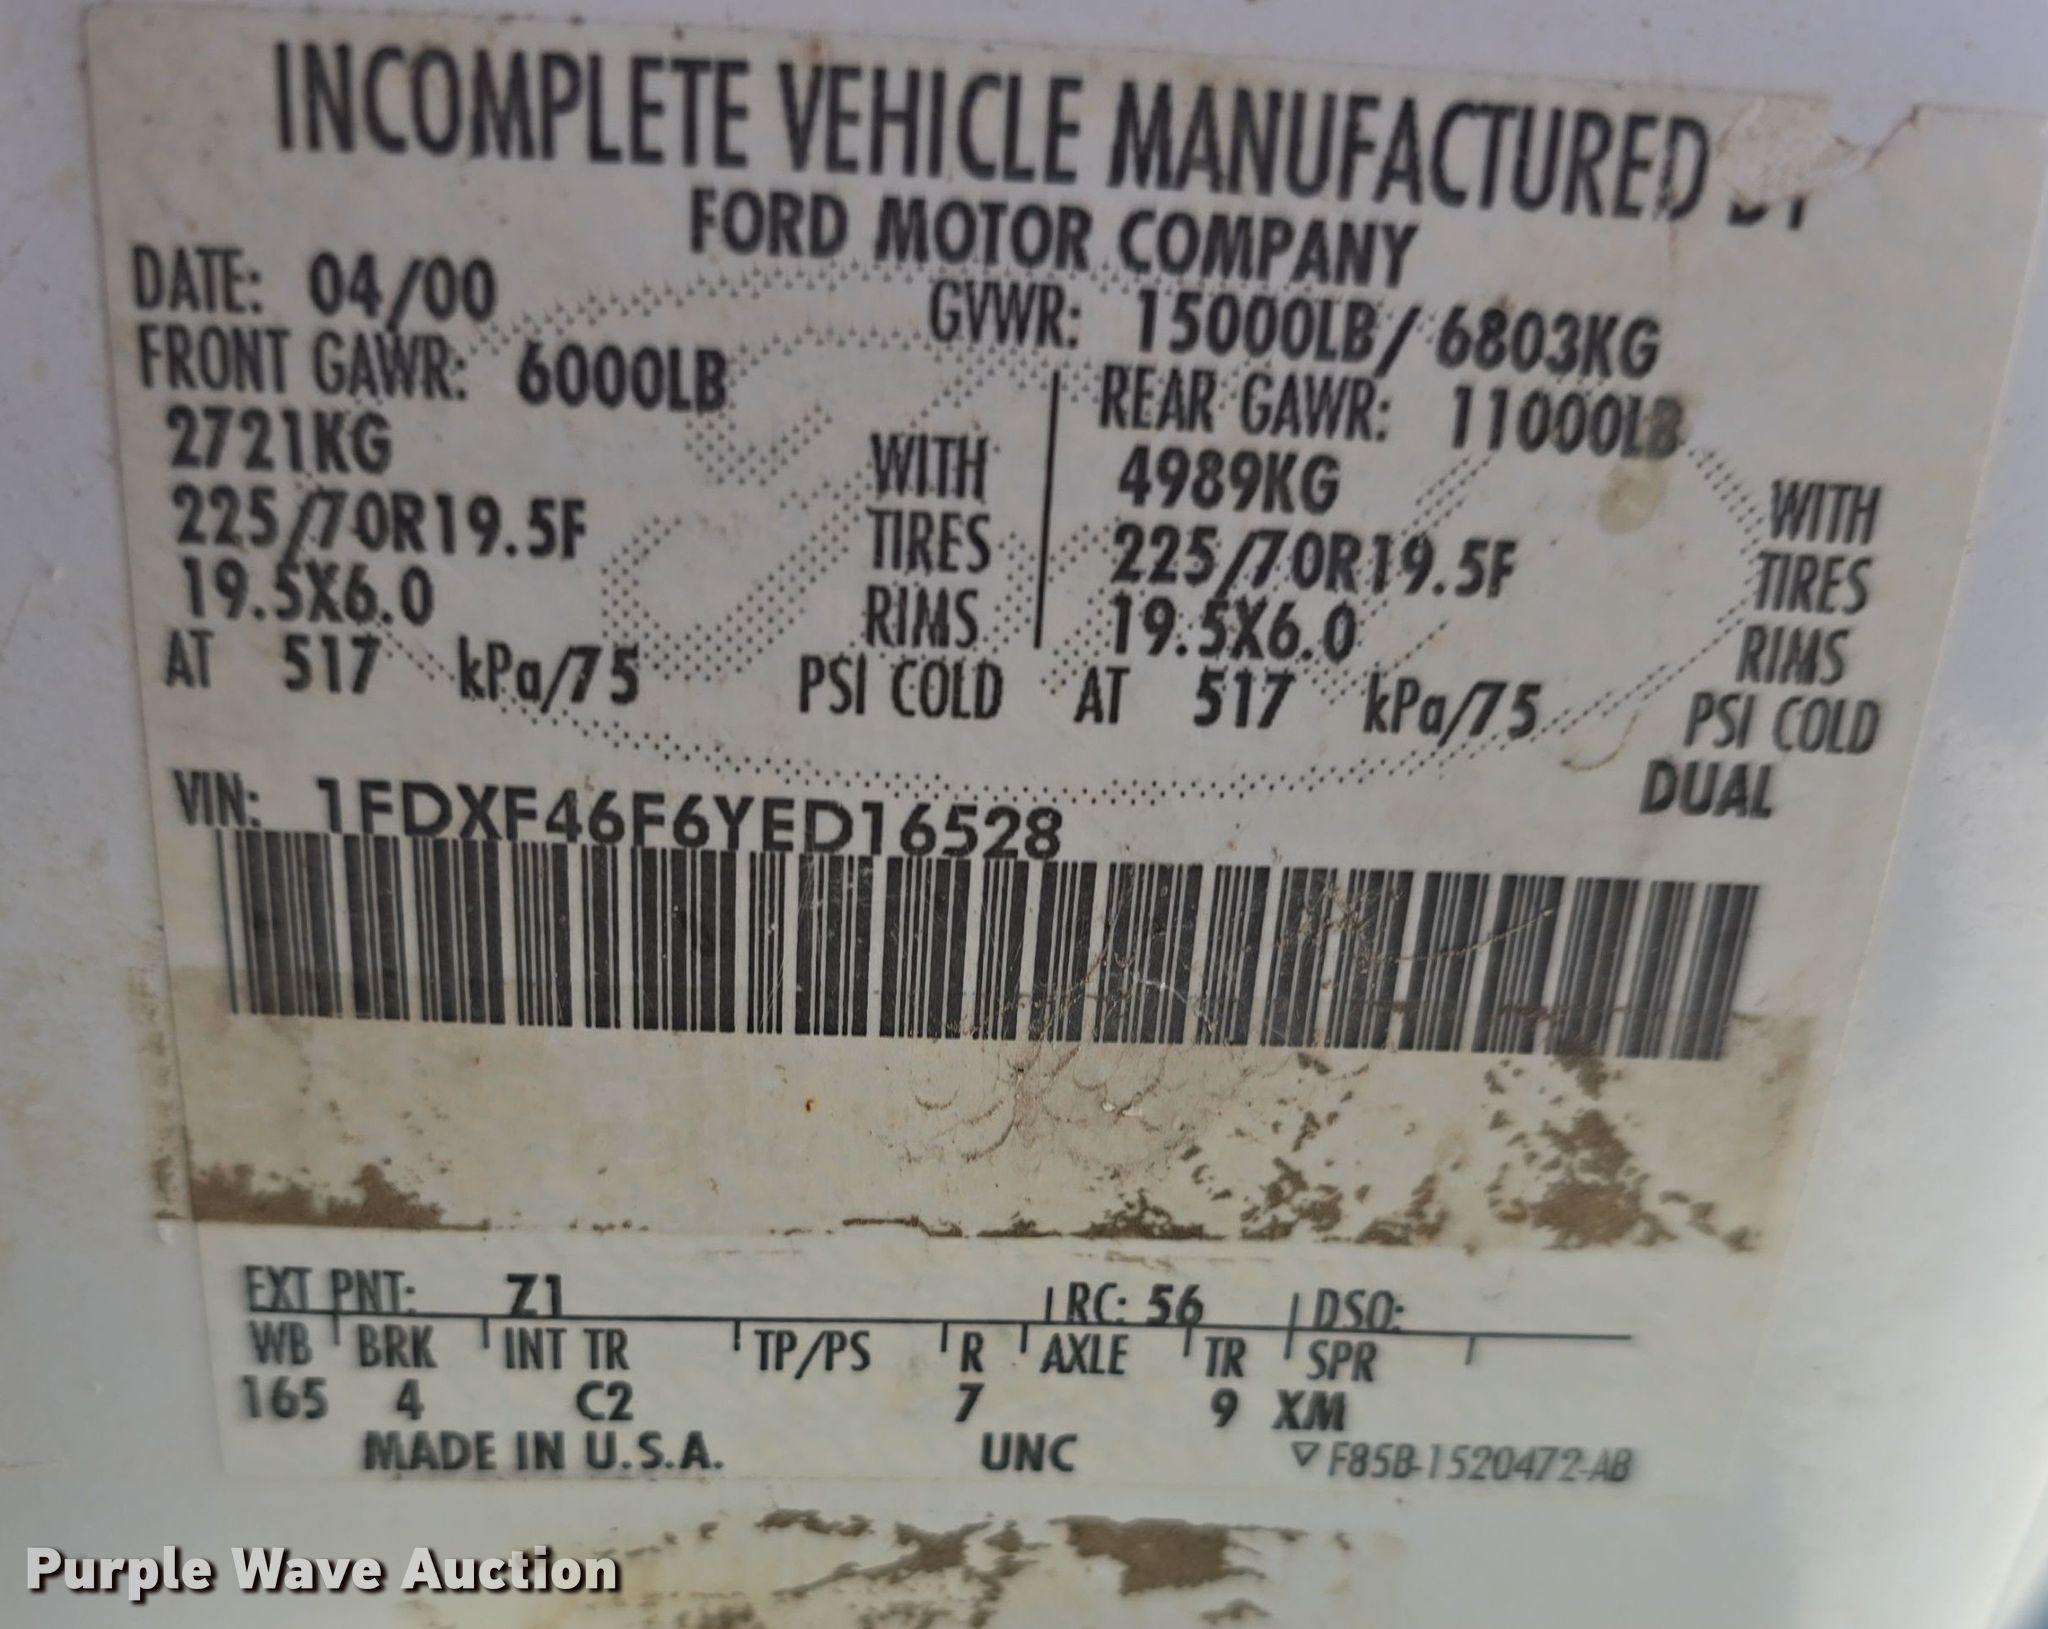 INCOMPLETE VEHICLE MANUFACTURED BY
FORD MOTOR COMPANY
DATE: 04/00
GVWR: 15000LB/ 6803KG
FRONT GAWR: 6000LB
2721KG WITH
225/70R19.5F TIRES
19.5X6.0 RIMS
AT 517 kPa/75 PSI COLD
REAR GAWR: 11000LB
4989KG WITH
225/70R19.5F TIRES
19.5X6.0 RIMS
AT 517 kPa/75 PSI COLD
DUAL
VIN: 1FDXF46F6YED16528
EXT PNT: Z1 RC: 56 DSO:
WB BRK INT TR TP/PS R AXLE TR SPR
165 4 C2 7 9 XM
MADE IN U.S.A. UNC F85B-1520472-AB
Purple Wave Auction